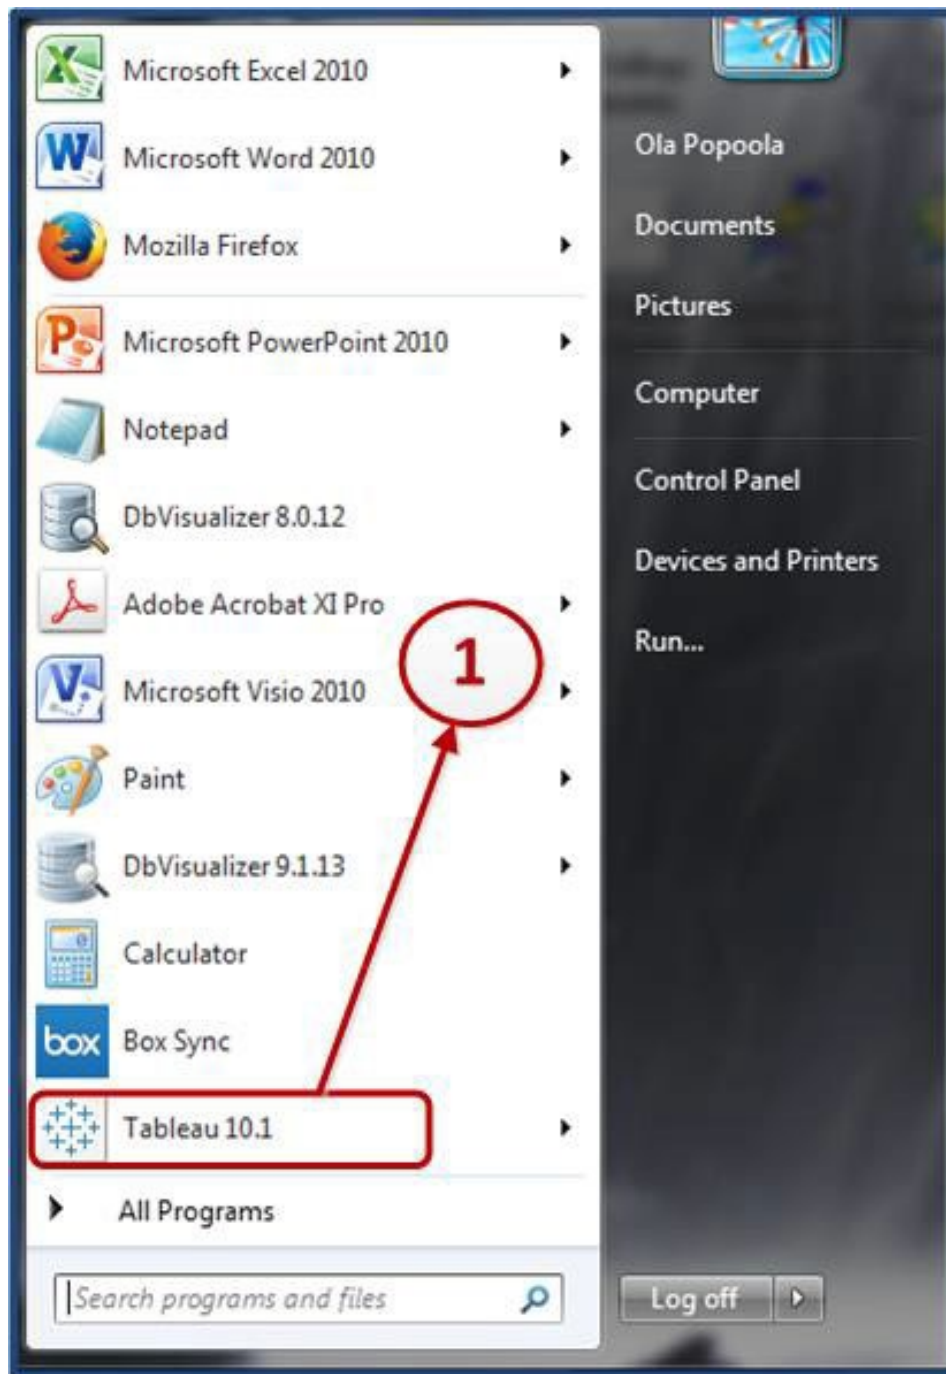 Microsoft Excel 2010
Microsoft Word 2010
Mozilla Firefox
Microsoft PowerPoint 2010
Notepad
DbVisualizer 8.0.12
Adobe Acrobat XI Pro
1
Microsoft Visio 2010
Paint
DbVisualizer 9.1.13
Calculator
box Box Sync
Tableau 10.1
All Programs
Search programs and files
Ola Popoola
Documents
Pictures
Computer
Control Panel
Devices and Printers
Run...
Log off